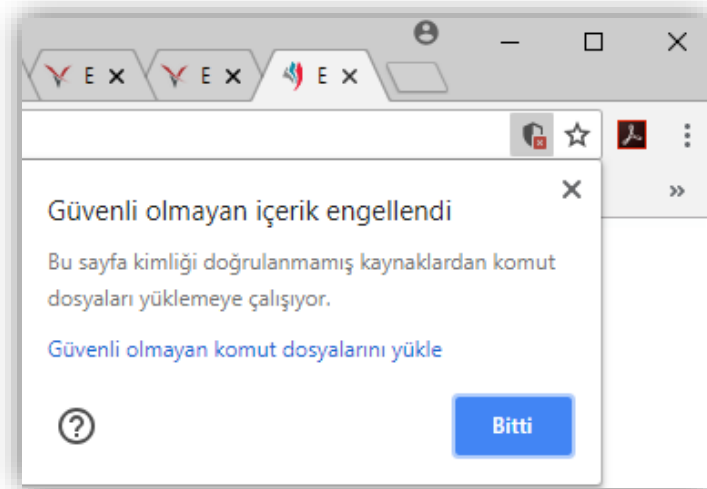 E
E
E
Güvenli olmayan içerik engellendi
Bu sayfa kimliği doğrulanmamış kaynaklardan komut
dosyaları yüklemeye çalışıyor.
Güvenli olmayan komut dosyalarını yükle
Bitti